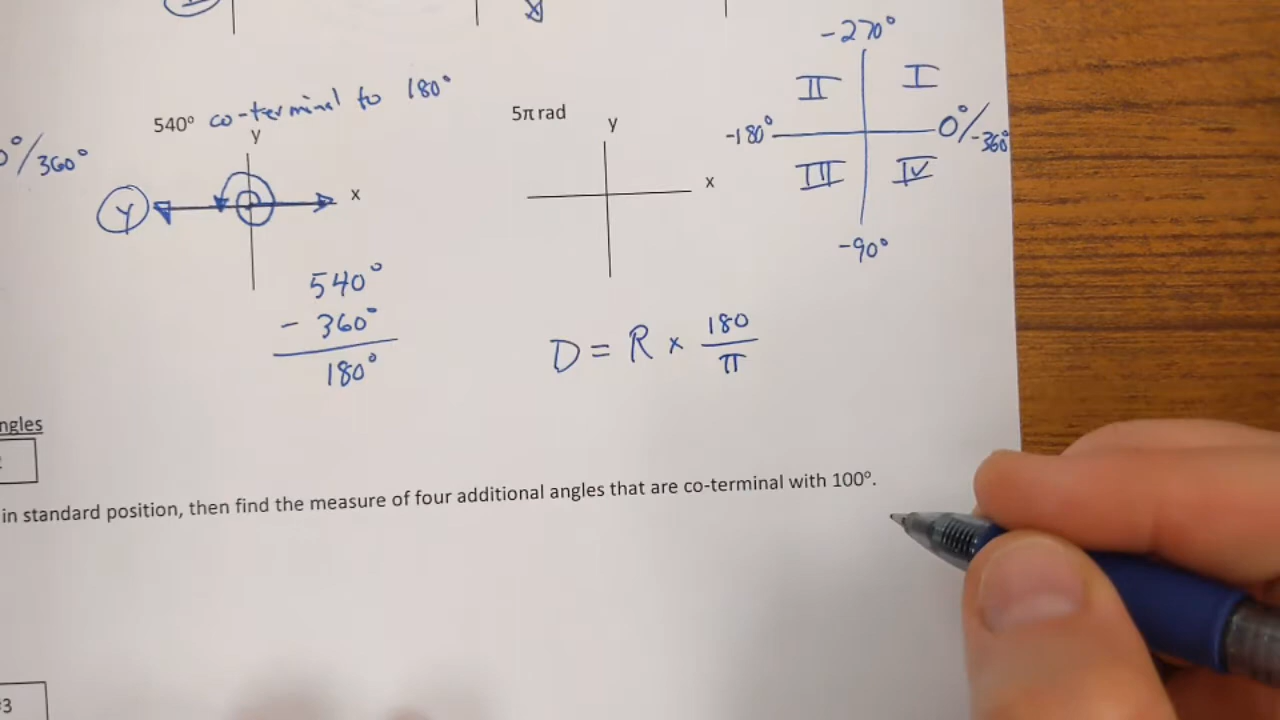 -270°
II I
-180° 0°/-360°
III IV
-90°
540° co-terminal to 180°
y
0°/360°
Y
x
540°
- 360°
180°
5π rad
y
x
D = R x 180/π
ngles
in standard position, then find the measure of four additional angles that are co-terminal with 100°.
3